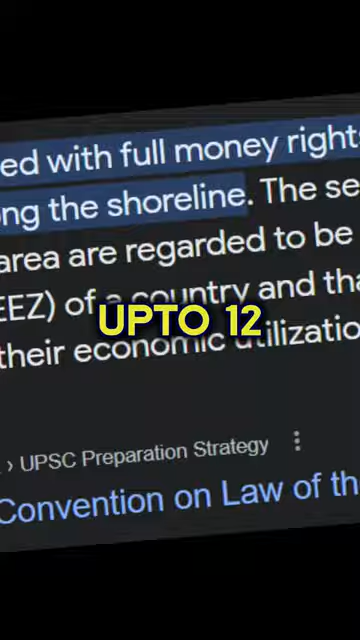 ed with full money rights
ng the shoreline. The se
area are regarded to be
EEZ) of a country and tha
UPTO 12
their economic utilizatio
› UPSC Preparation Strategy
Convention on Law of th